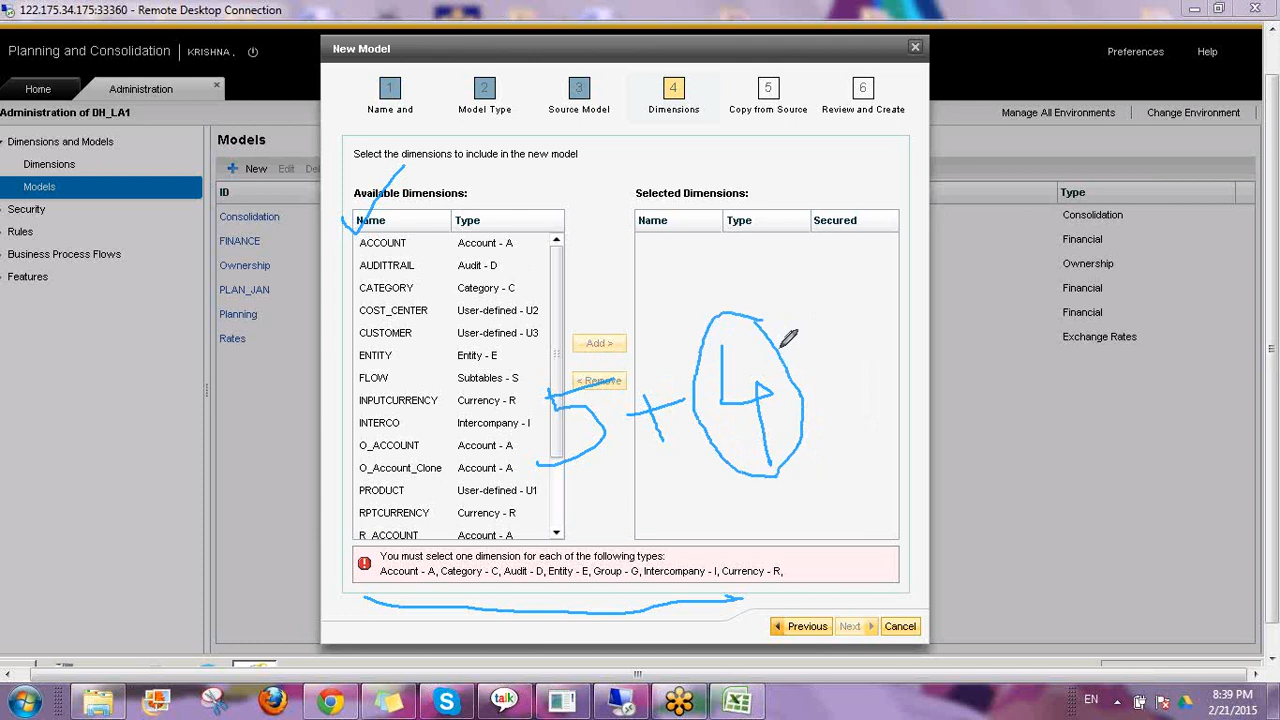 122.175.34.175:33360 - Remote Desktop Connection
Planning and Consolidation KRISHNA . Preferences Help
Home Administration
Administration of DH_LA1 Manage All Environments Change Environment
Dimensions and Models
Dimensions
Models
Security
Rules
Business Process Flows
Features
Models
New Edit
ID Type
Consolidation Consolidation
FINANCE Financial
Ownership Ownership
PLAN_JAN Financial
Planning Financial
Rates Exchange Rates
New Model
1 2 3 4 5 6
Name and Model Type Source Model Dimensions Copy from Source Review and Create
Select the dimensions to include in the new model
Available Dimensions: Selected Dimensions:
Name Type Name Type Secured
ACCOUNT Account - A
AUDITTRAIL Audit - D
CATEGORY Category - C
COST_CENTER User-defined - U2
CUSTOMER User-defined - U3
ENTITY Entity - E
FLOW Subtables - S
INPUTCURRENCY Currency - R
INTERCO Intercompany - I
O_ACCOUNT Account - A
O_Account_Clone Account - A
PRODUCT User-defined - U1
RPTCURRENCY Currency - R
R_ACCOUNT Account - A
Add >
< Remove
5 + 4
You must select one dimension for each of the following types:
Account - A, Category - C, Audit - D, Entity - E, Group - G, Intercompany - I, Currency - R,
Previous Next Cancel
talk
EN
8:39 PM
2/21/2015